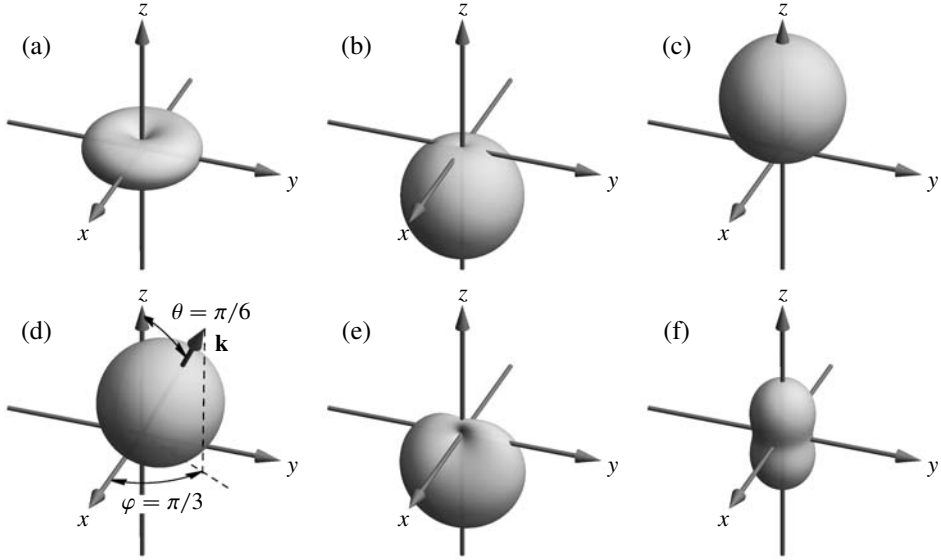 (a)
z
y
x
(b)
z
y
x
(c)
z
y
x
(d)
z
θ = π/6
k
y
φ = π/3
x
(e)
z
y
x
(f)
z
y
x